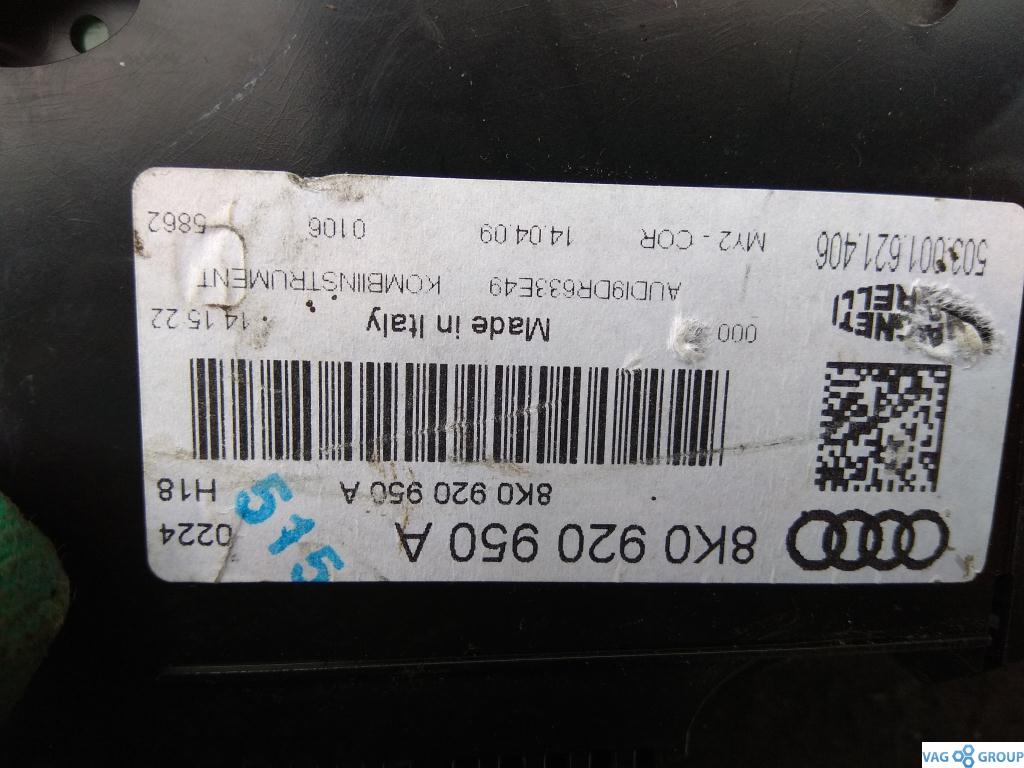 8K0 920 950 A 0224
8K0 920 950 A H18
000 Made in Italy 14.15.22
AUDI9DR633E49 KOMBIINSTRUMENT
503.001.621.406 MY2 - COR 14.04.09 0106 5862
515
VAG GROUP